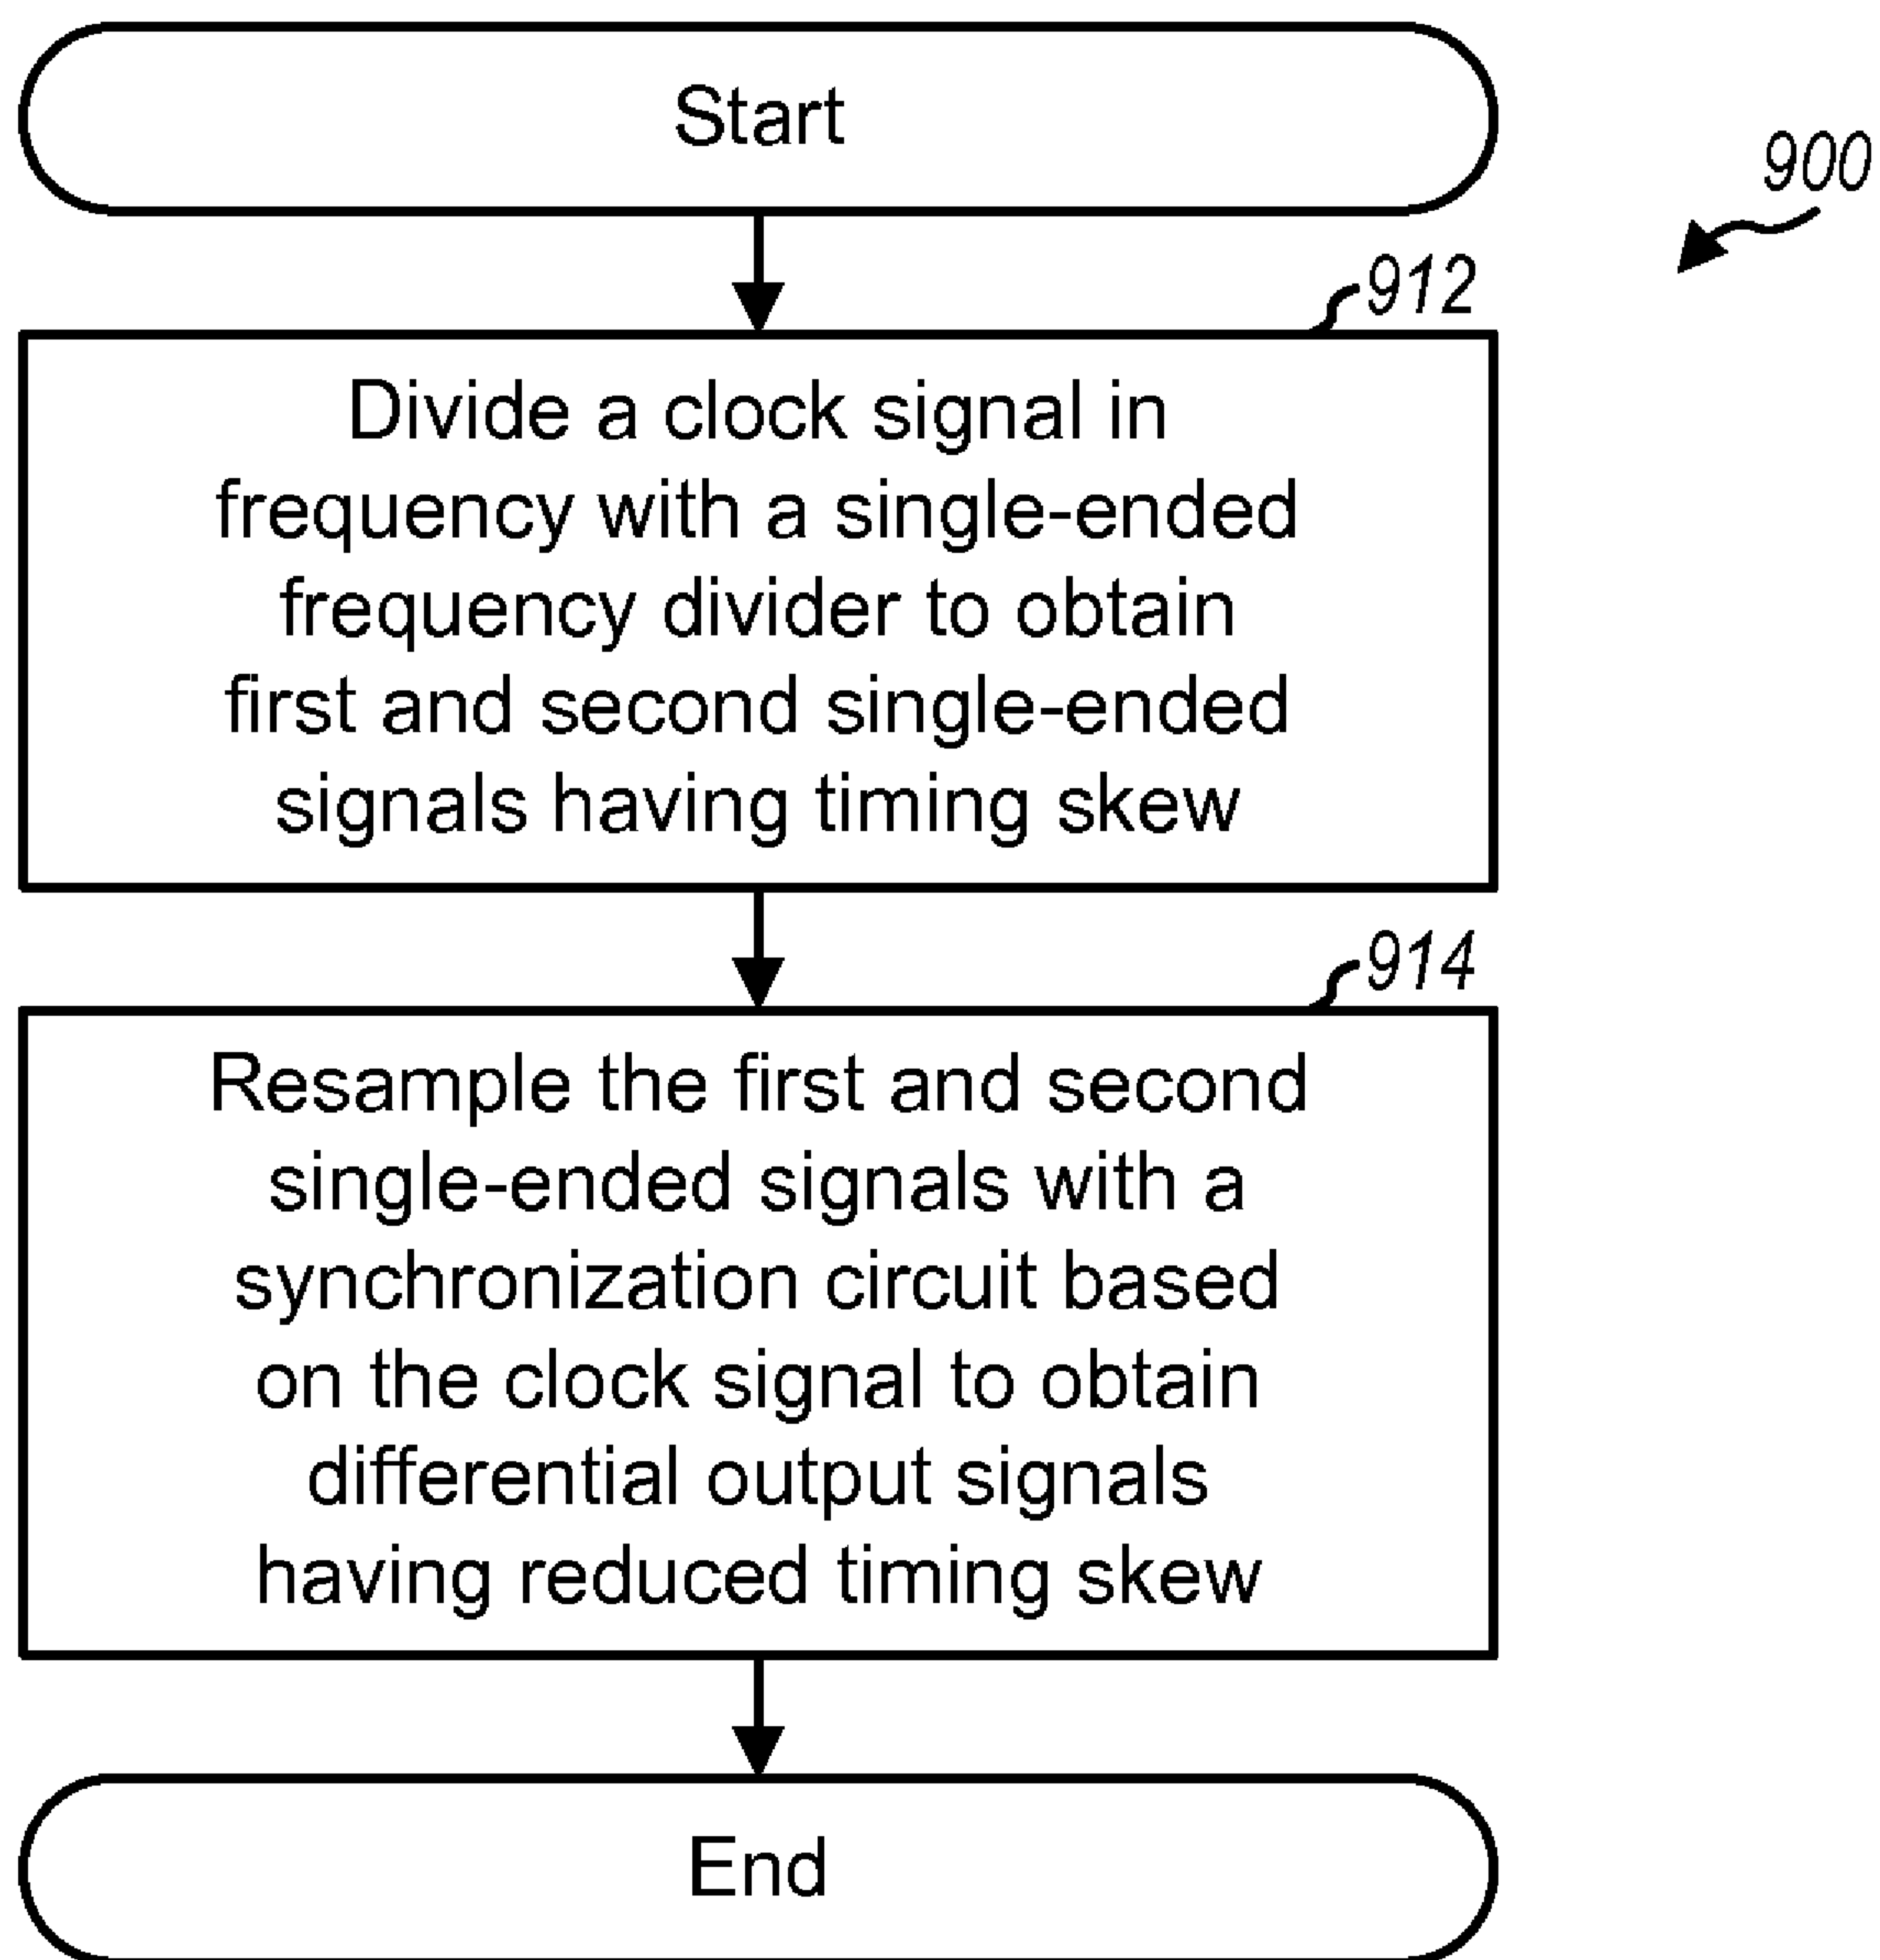 Start
900
912
Divide a clock signal in
frequency with a single-ended
frequency divider to obtain
first and second single-ended
signals having timing skew
914
Resample the first and second
single-ended signals with a
synchronization circuit based
on the clock signal to obtain
differential output signals
having reduced timing skew
End